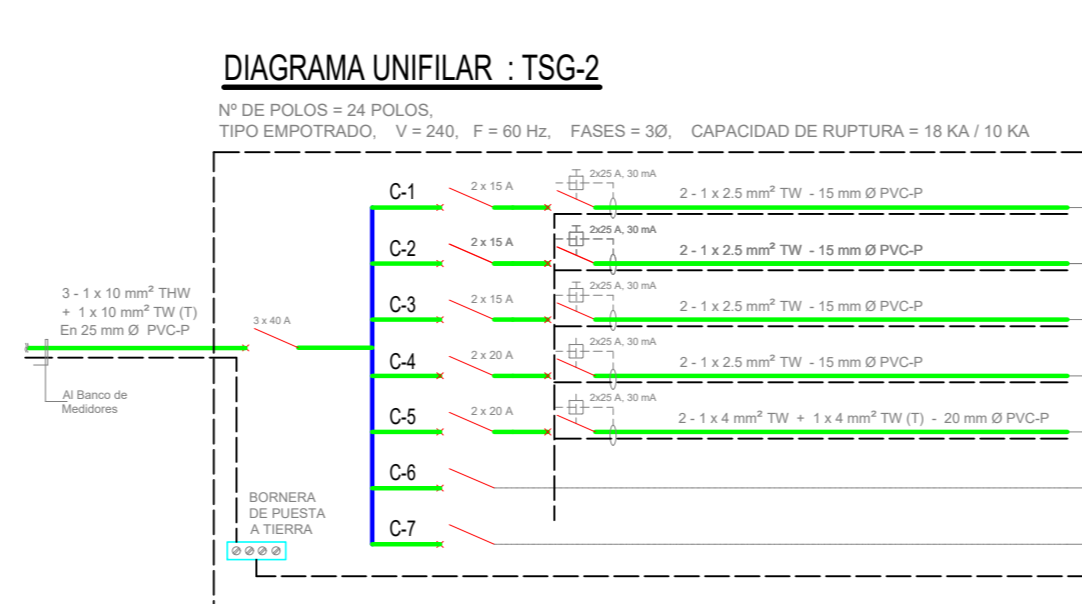 DIAGRAMA UNIFILAR : TSG-2
Nº DE POLOS = 24 POLOS,
TIPO EMPOTRADO, V = 240, F = 60 Hz, FASES = 3Ø, CAPACIDAD DE RUPTURA = 18 KA / 10 KA
C-1 2 x 15 A 2x25 A, 30 mA 2 - 1 x 2.5 mm² TW - 15 mm Ø PVC-P
C-2 2 x 15 A 2x25 A, 30 mA 2 - 1 x 2.5 mm² TW - 15 mm Ø PVC-P
C-3 2 x 15 A 2x25 A, 30 mA 2 - 1 x 2.5 mm² TW - 15 mm Ø PVC-P
C-4 2 x 20 A 2x25 A, 30 mA 2 - 1 x 2.5 mm² TW - 15 mm Ø PVC-P
C-5 2 x 20 A 2x25 A, 30 mA 2 - 1 x 4 mm² TW + 1 x 4 mm² TW (T) - 20 mm Ø PVC-P
C-6
C-7
3 - 1 x 10 mm² THW
+ 1 x 10 mm² TW (T)
En 25 mm Ø PVC-P
3 x 40 A
Al Banco de
Medidores
BORNERA
DE PUESTA
A TIERRA